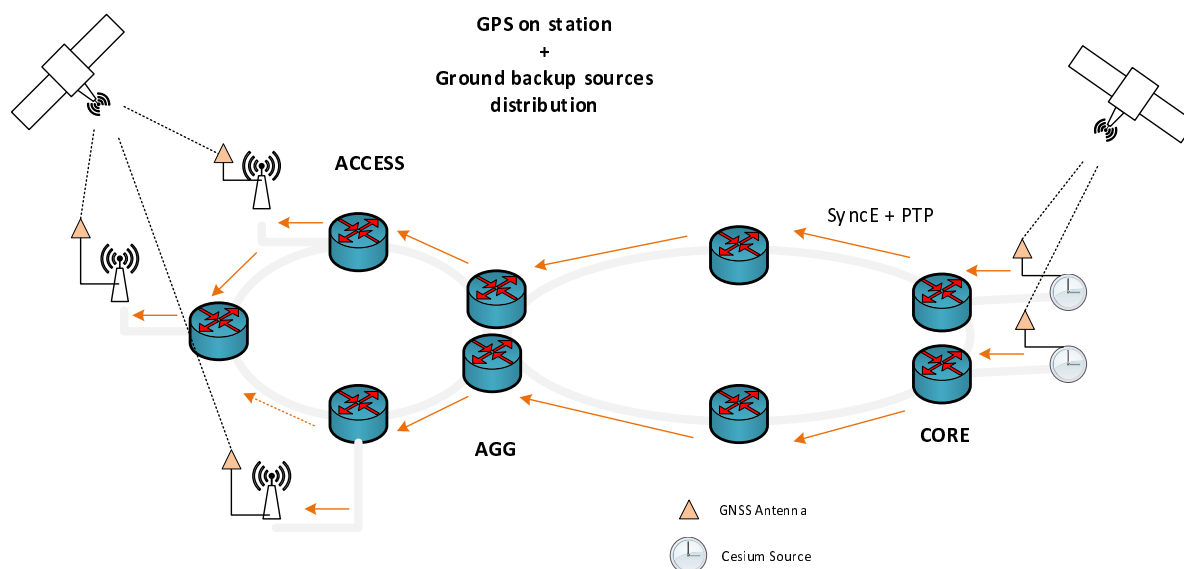 GPS on station
+
Ground backup sources
distribution
ACCESS
SyncE + PTP
AGG
CORE
GNSS Antenna
Cesium Source